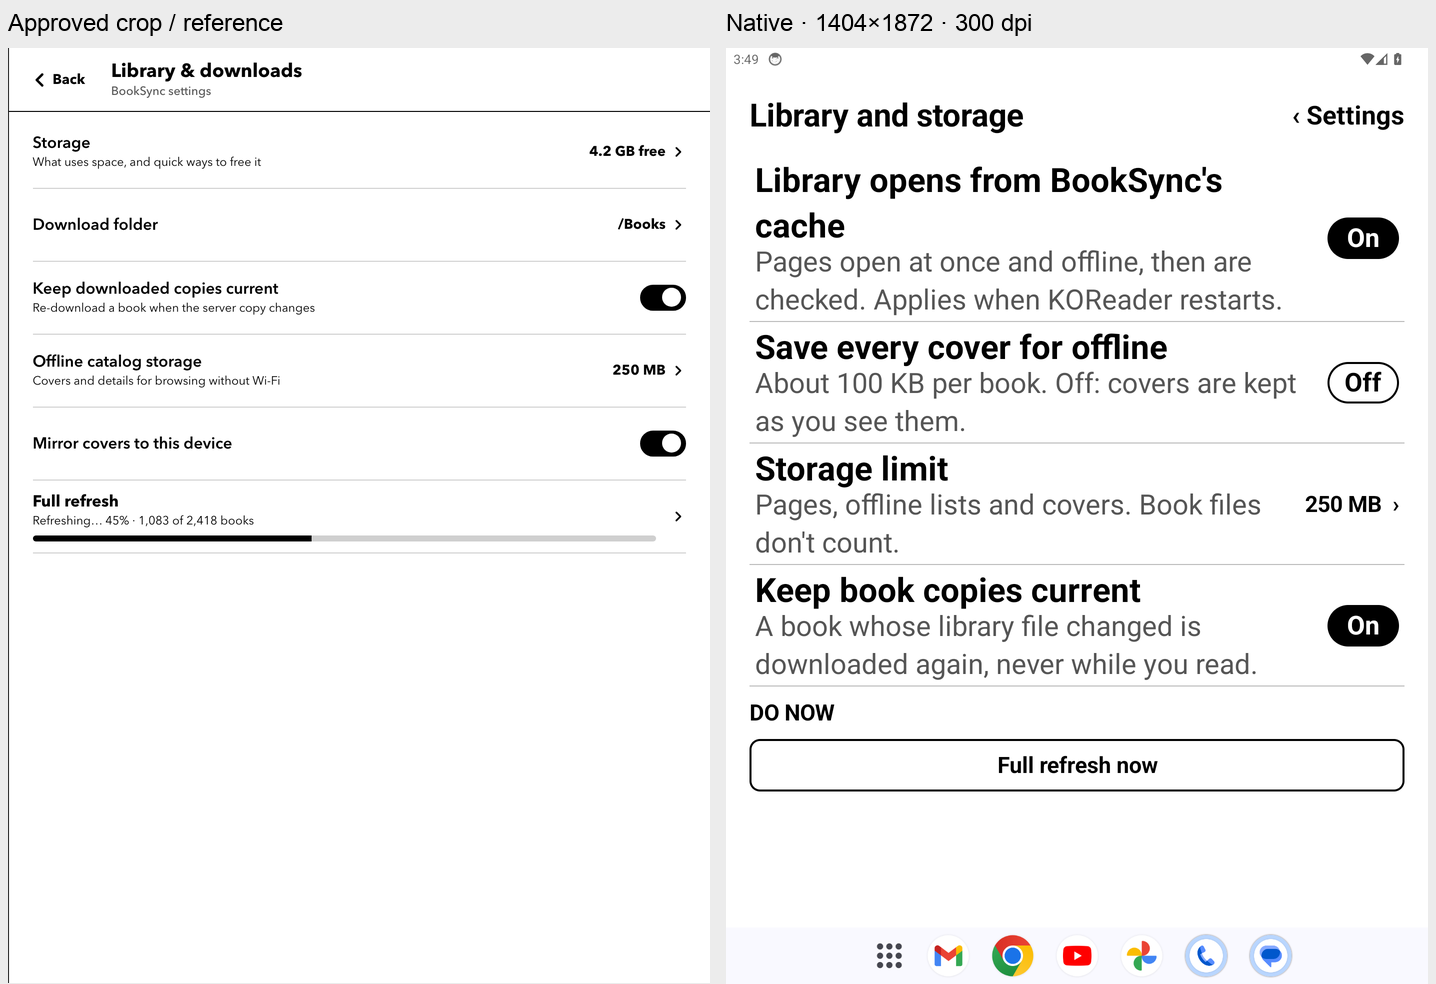 Approved crop / reference
Back
Library & downloads
BookSync settings
Storage
What uses space, and quick ways to free it
4.2 GB free
Download folder
/Books
Keep downloaded copies current
Re-download a book when the server copy changes
Offline catalog storage
Covers and details for browsing without Wi-Fi
250 MB
Mirror covers to this device
Full refresh
Refreshing... 45% · 1,083 of 2,418 books
Native · 1404×1872 · 300 dpi
3:49
Library and storage
‹ Settings
Library opens from BookSync's
cache
Pages open at once and offline, then are
checked. Applies when KOReader restarts.
On
Save every cover for offline
About 100 KB per book. Off: covers are kept
as you see them.
Off
Storage limit
Pages, offline lists and covers. Book files
don't count.
250 MB ›
Keep book copies current
A book whose library file changed is
downloaded again, never while you read.
On
DO NOW
Full refresh now